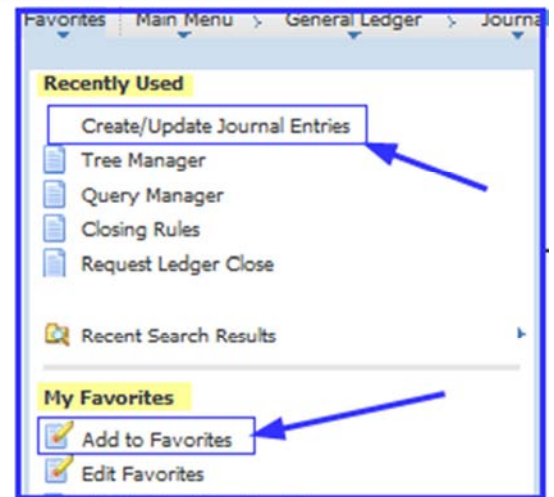 Favorites Main Menu > General Ledger > Journa
Recently Used
Create/Update Journal Entries
Tree Manager
Query Manager
Closing Rules
Request Ledger Close
Recent Search Results
My Favorites
Add to Favorites
Edit Favorites